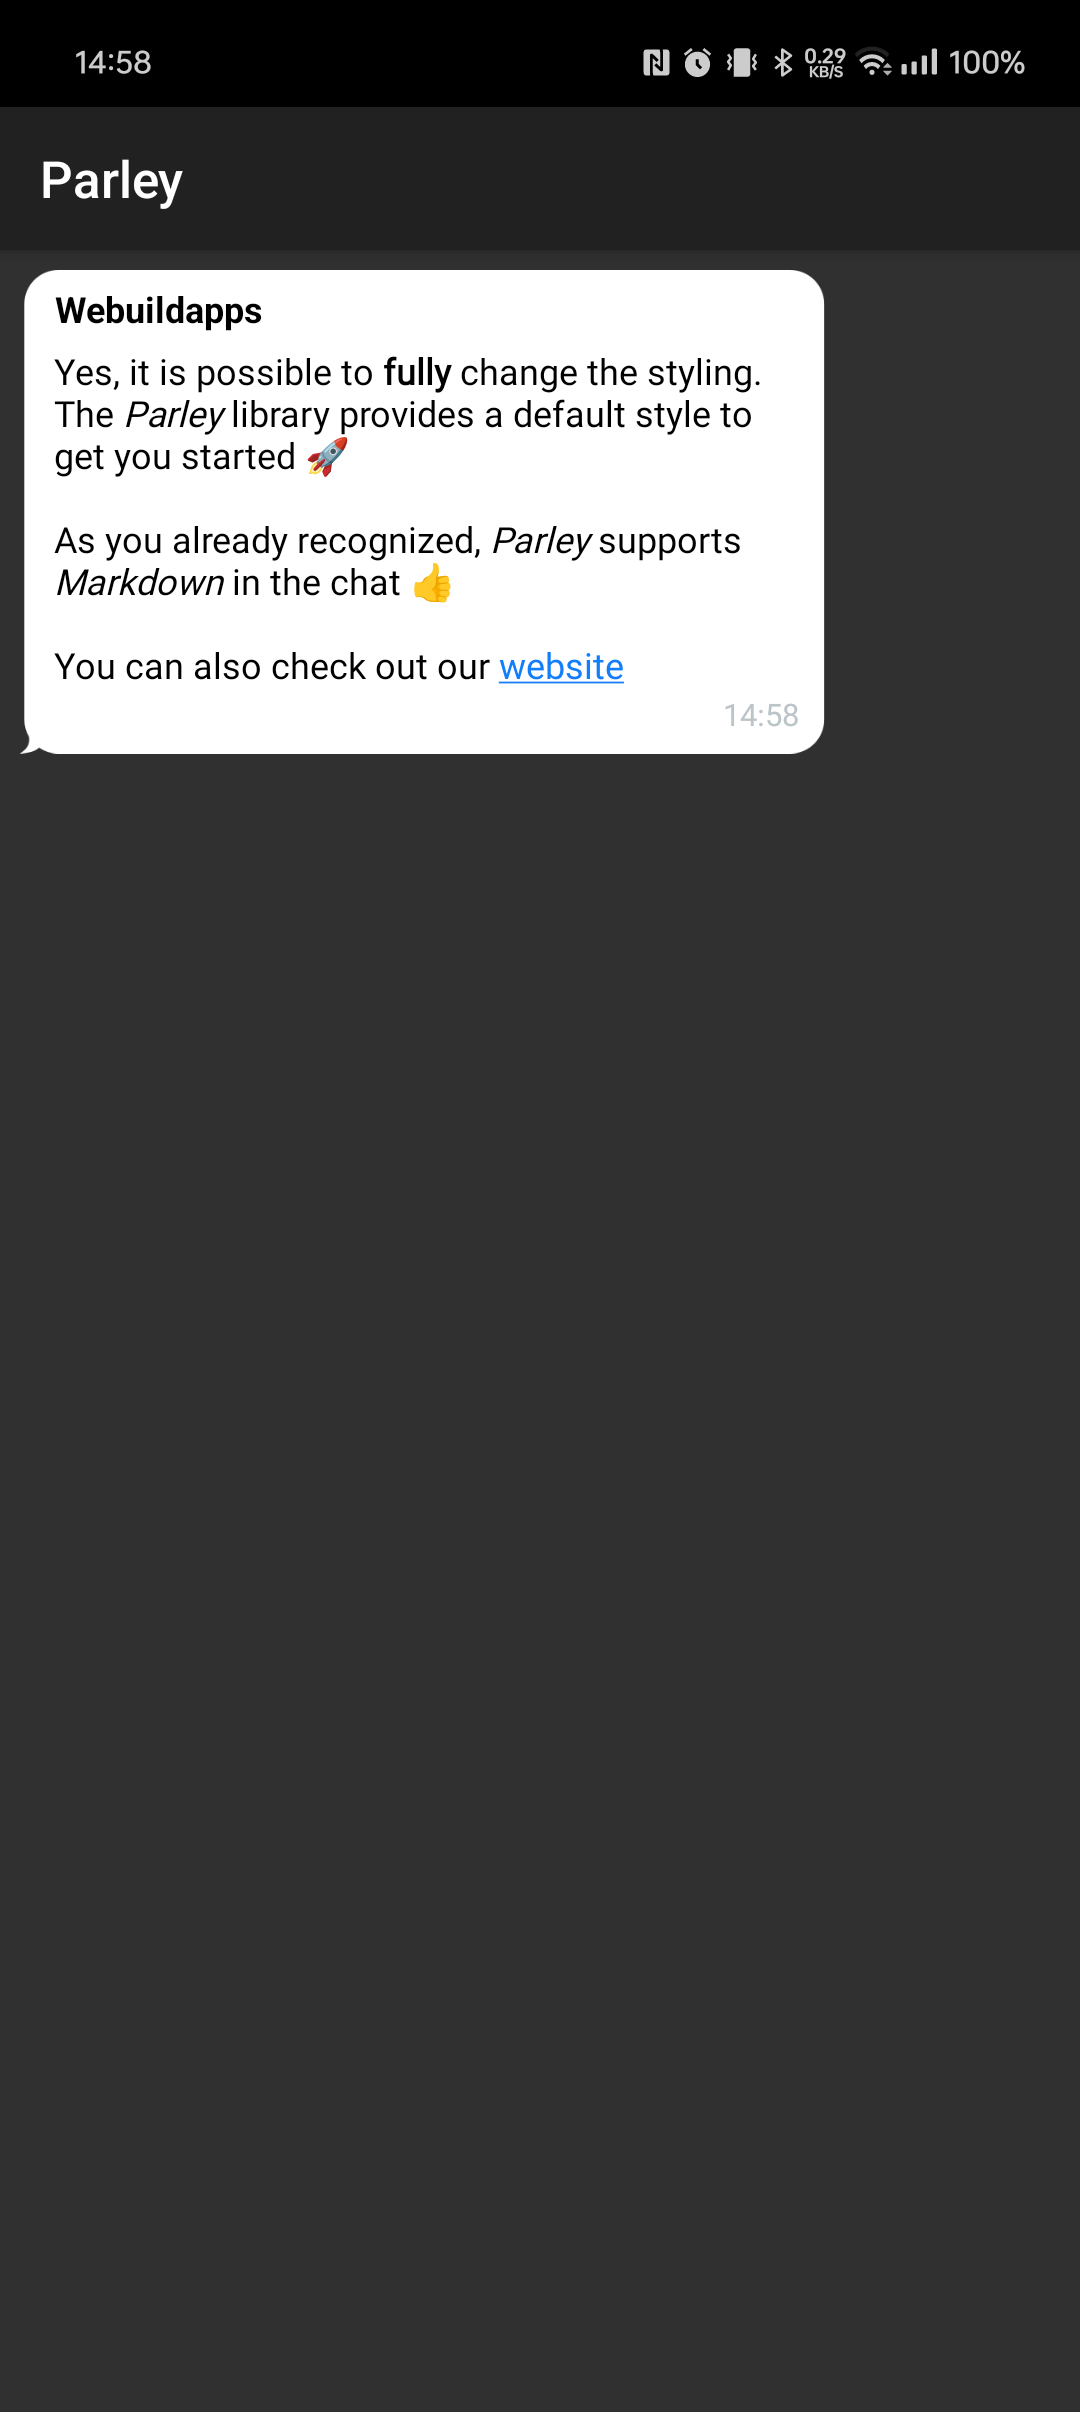 14:58
0.29
KB/S
100%
Parley
Webuildapps
Yes, it is possible to fully change the styling.
The Parley library provides a default style to
get you started 🚀
As you already recognized, Parley supports
Markdown in the chat 👍
You can also check out our website
14:58